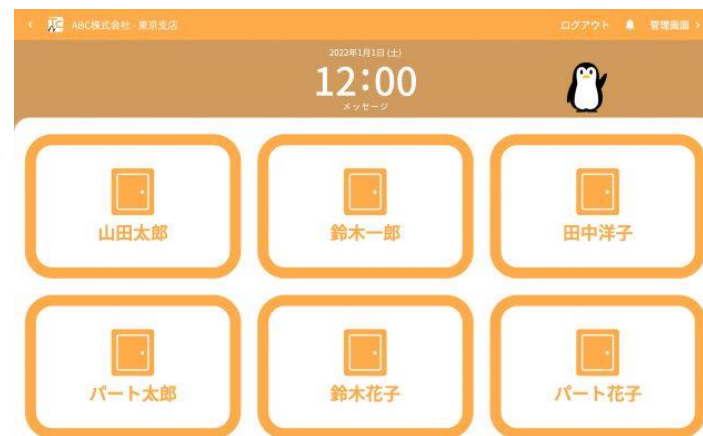 ABC株式会社 - 東京支店
ログアウト
管理画面
2022年1月1日 (土)
12:00
メッセージ
山田太郎
鈴木一郎
田中洋子
パート太郎
鈴木花子
パート花子